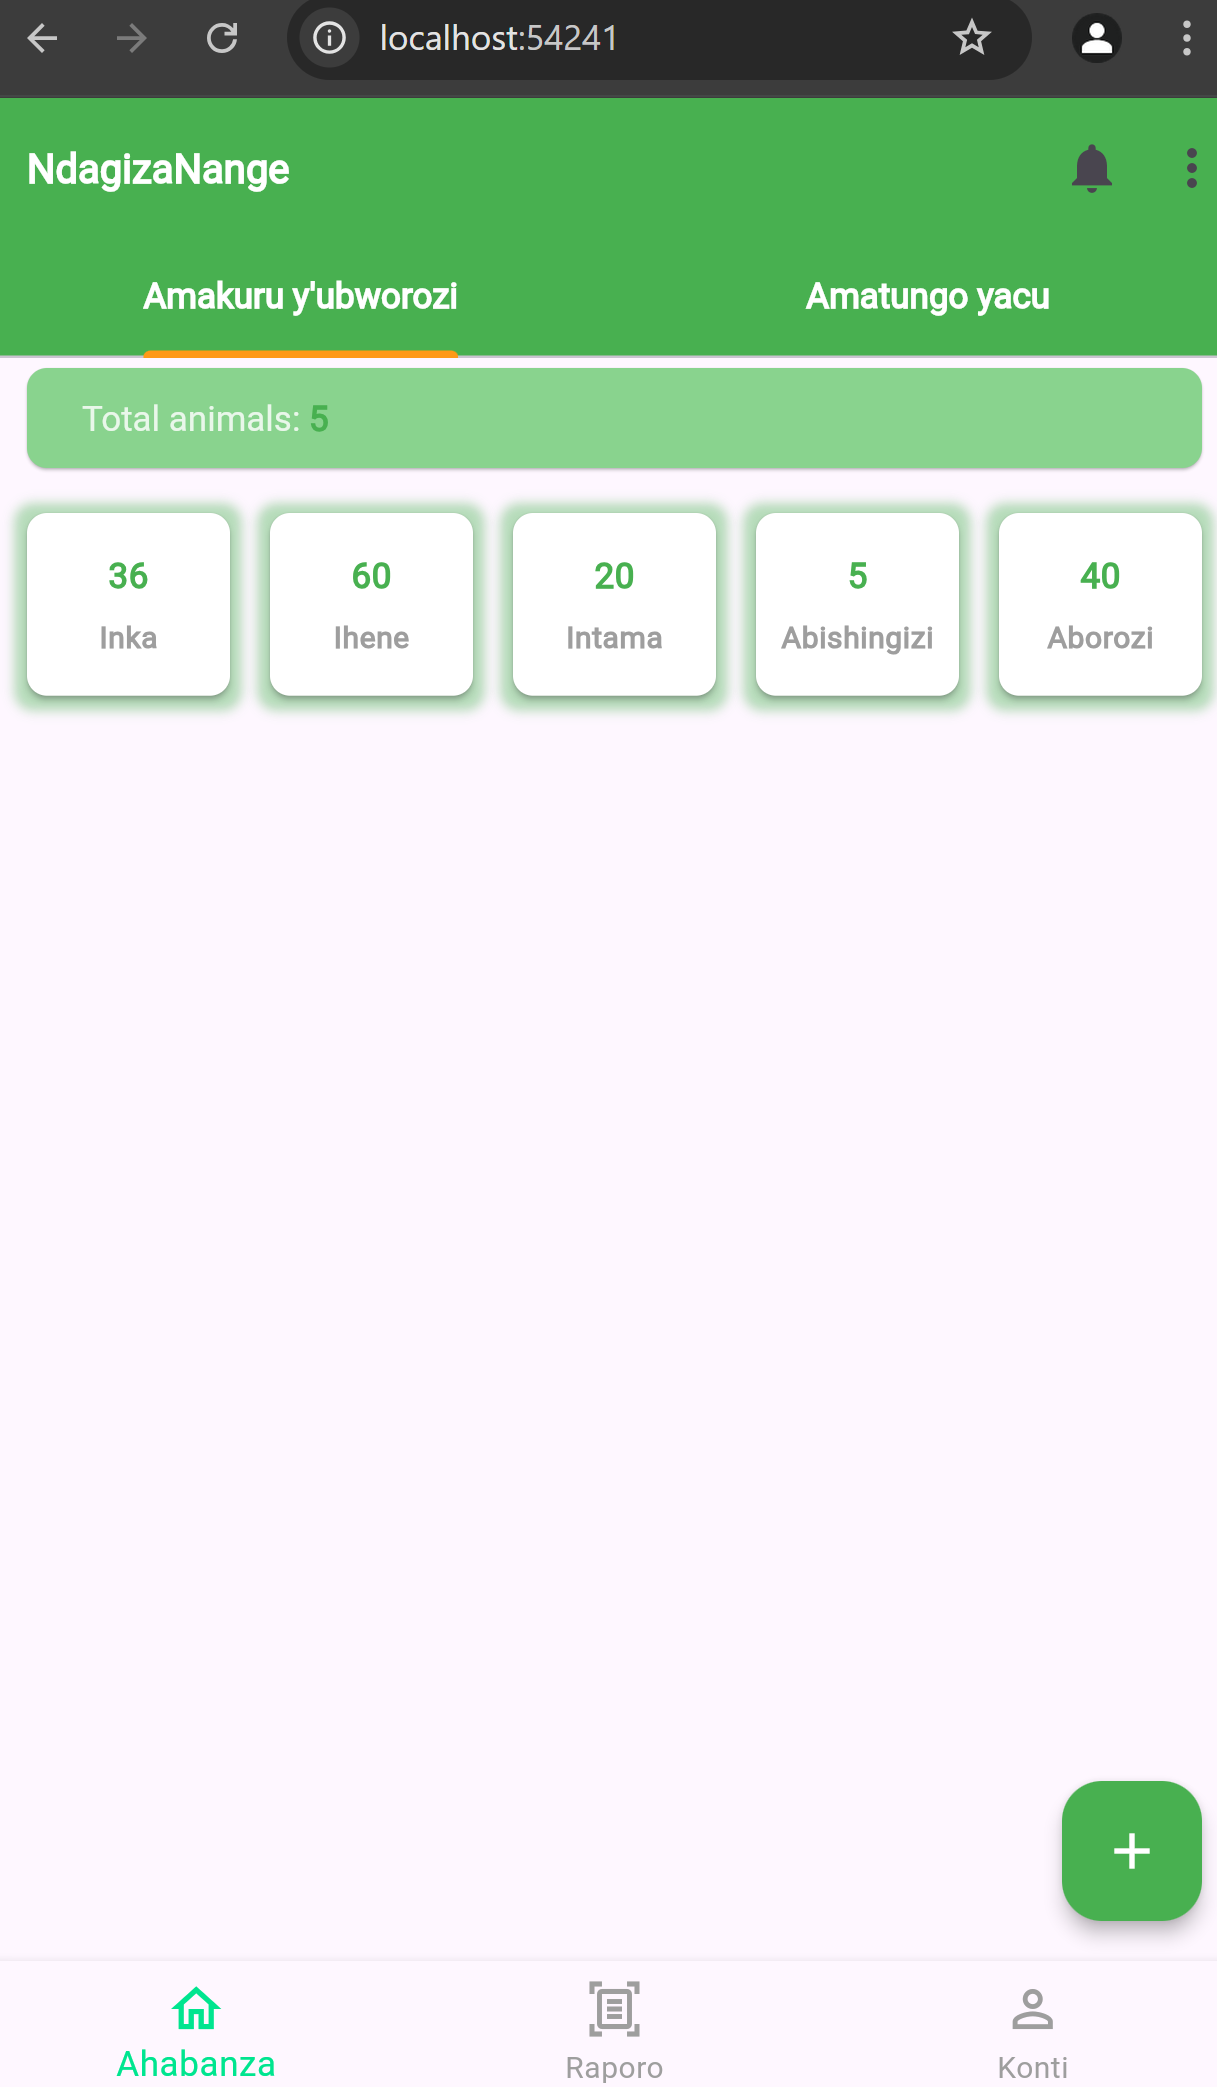 localhost:54241
NdagizaNange
Amakuru y'ubworozi
Amatungo yacu
Total animals: 5
36
Inka
60
Ihene
20
Intama
5
Abishingizi
40
Aborozi
Ahabanza
Raporo
Konti